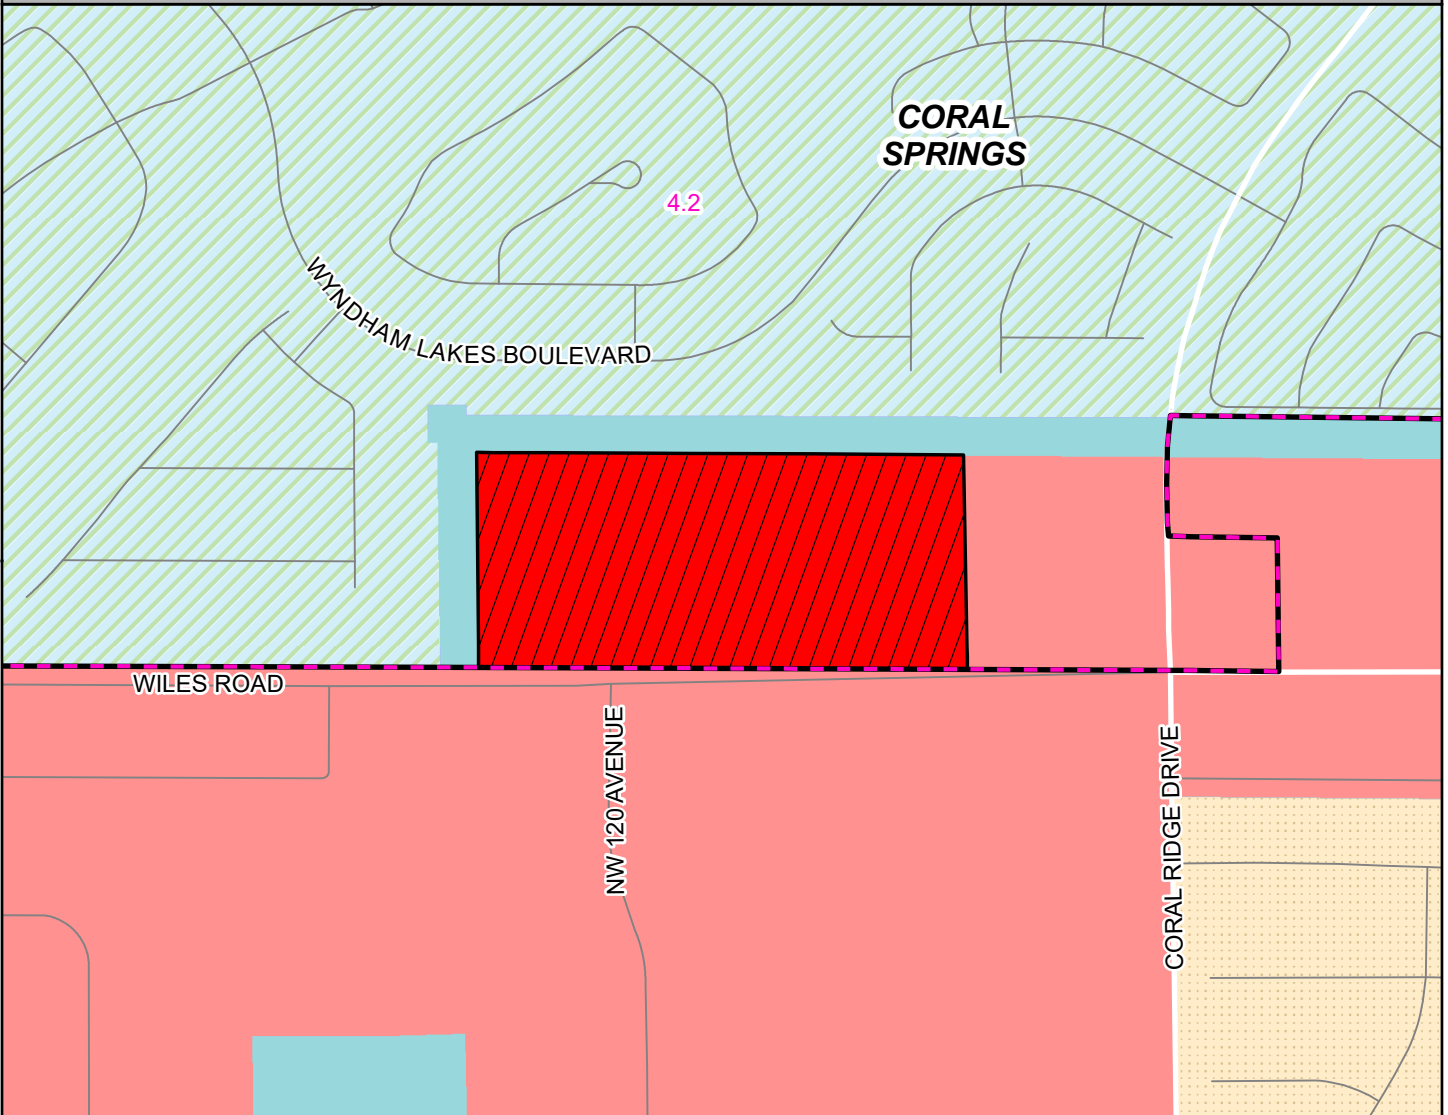 CORAL
SPRINGS
4.2
WYNDHAM LAKES BOULEVARD
WILES ROAD
NW 120 AVENUE
CORAL RIDGE DRIVE